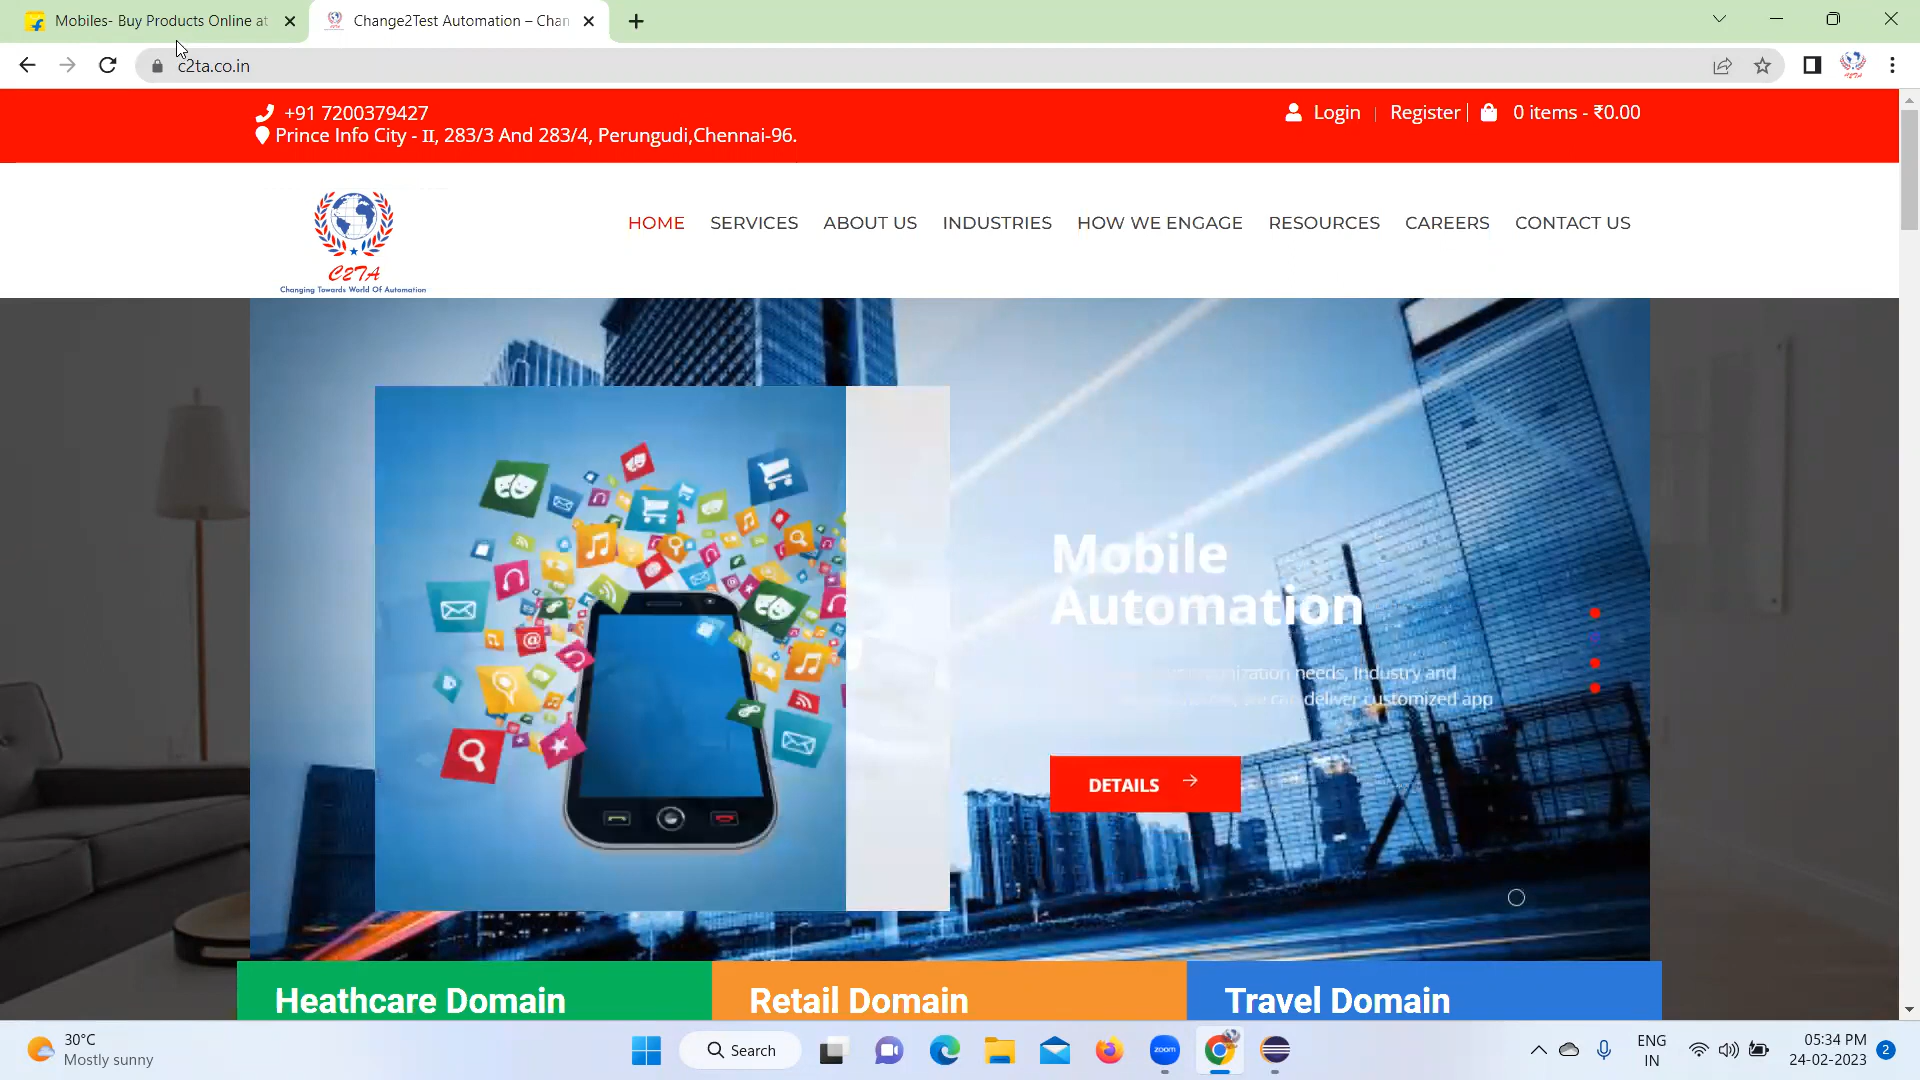 Mobiles- Buy Products Online at
Change2Test Automation – Chan
c2ta.co.in
+91 7200379427
Prince Info City - II, 283/3 And 283/4, Perungudi,Chennai-96.
Login | Register | 0 items - ₹0.00
C2TA
Changing Towards World Of Automation
HOME SERVICES ABOUT US INDUSTRIES HOW WE ENGAGE RESOURCES CAREERS CONTACT US
Mobile
Automation
needs, Industry and
we can deliver customized app
DETAILS
Heathcare Domain
Retail Domain
Travel Domain
30°C
Mostly sunny
Search
zoom
ENG
IN
05:34 PM
24-02-2023
2